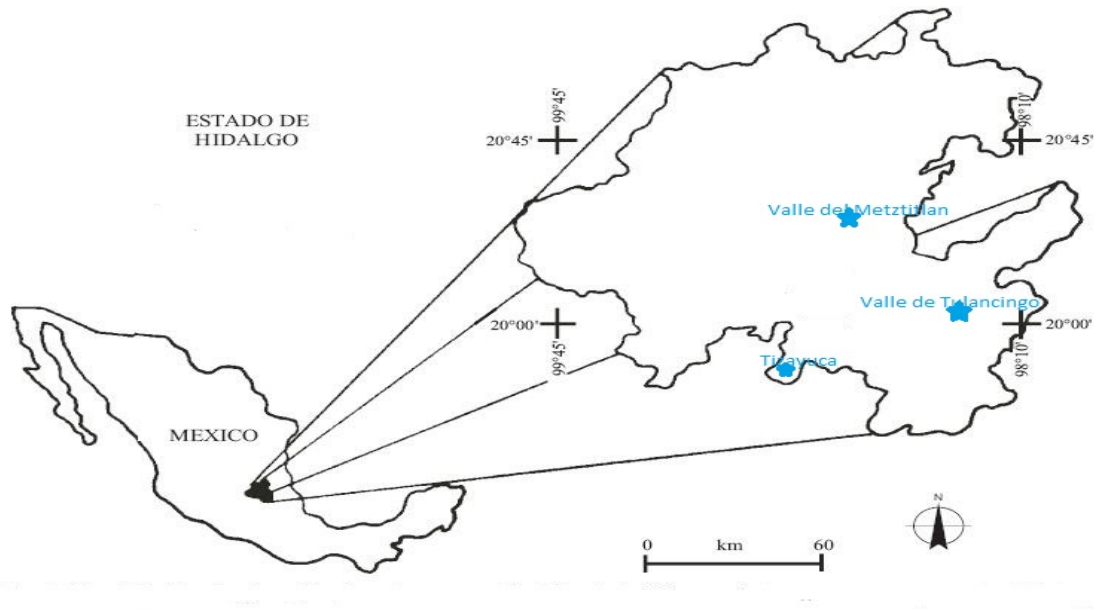 ESTADO DE
HIDALGO
99°45'
98°10'
20°45'
20°45'
Valle del Metztitlan
Valle de Tulancingo
20°00'
20°00'
99°45'
98°10'
Tizayuca
MEXICO
N
0 km 60